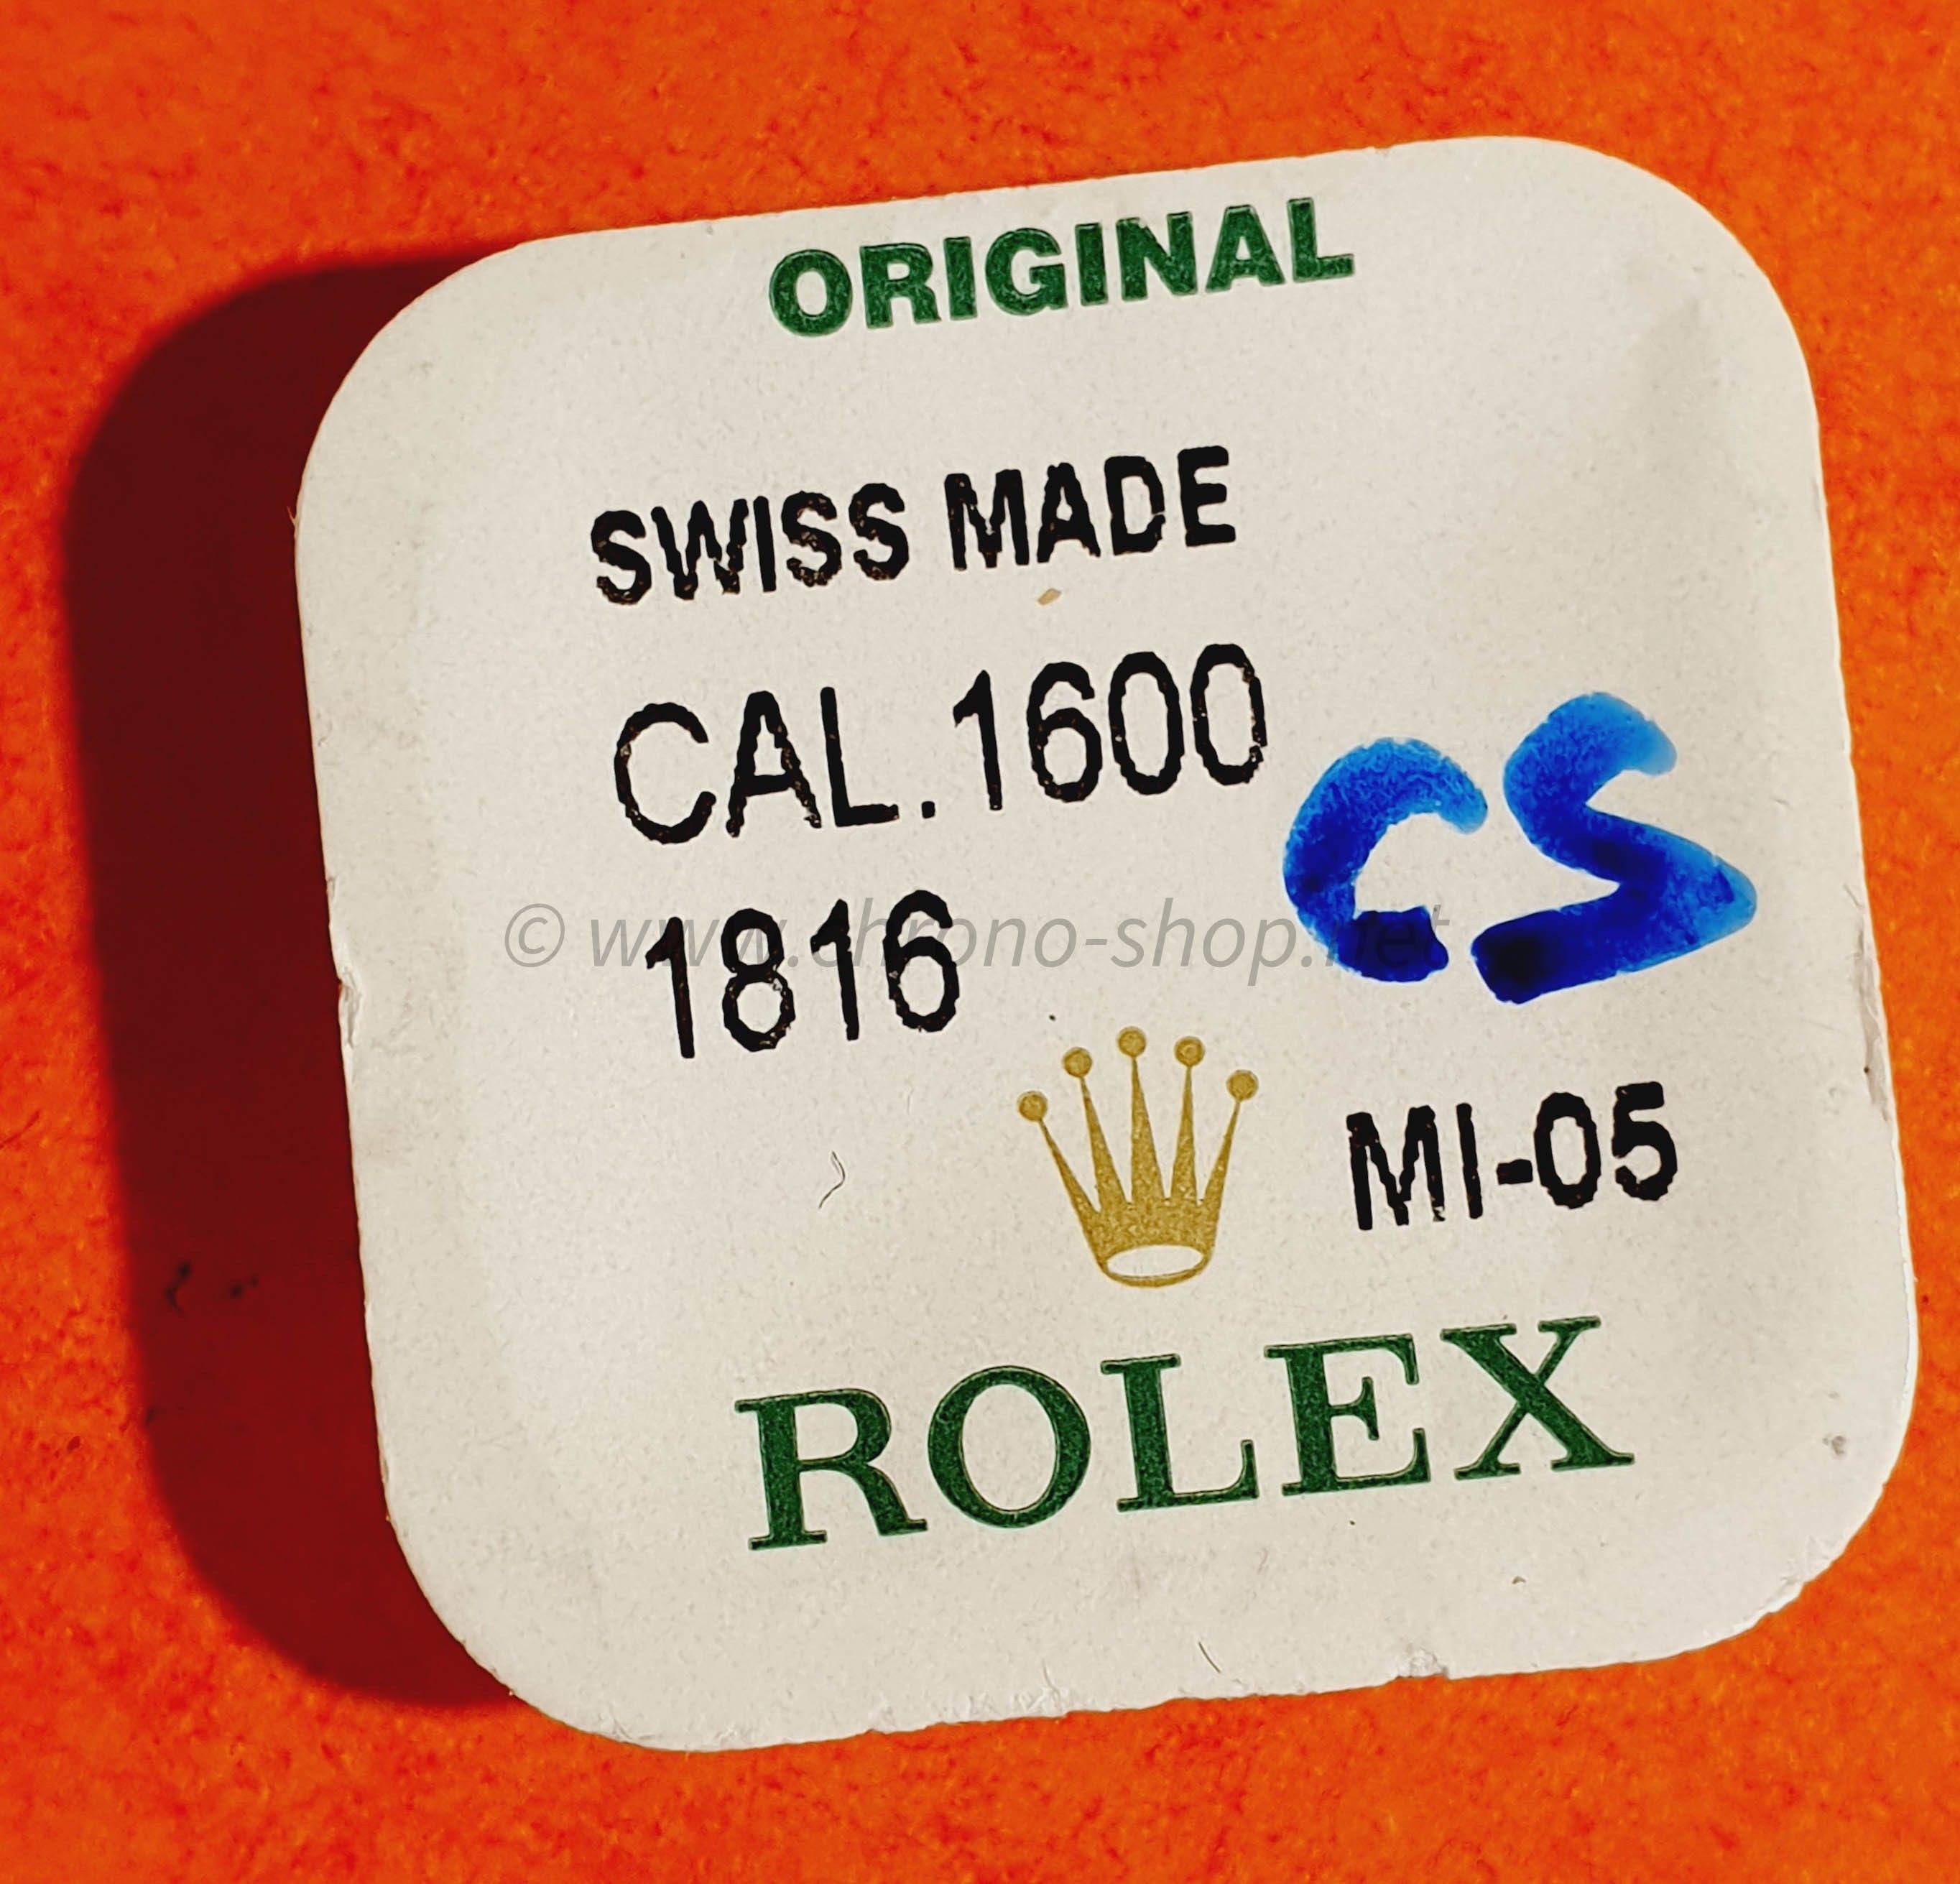 ORIGINAL
SWISS MADE
CAL.1600
CS
© www.chrono-shop.net
1816
MI-05
ROLEX